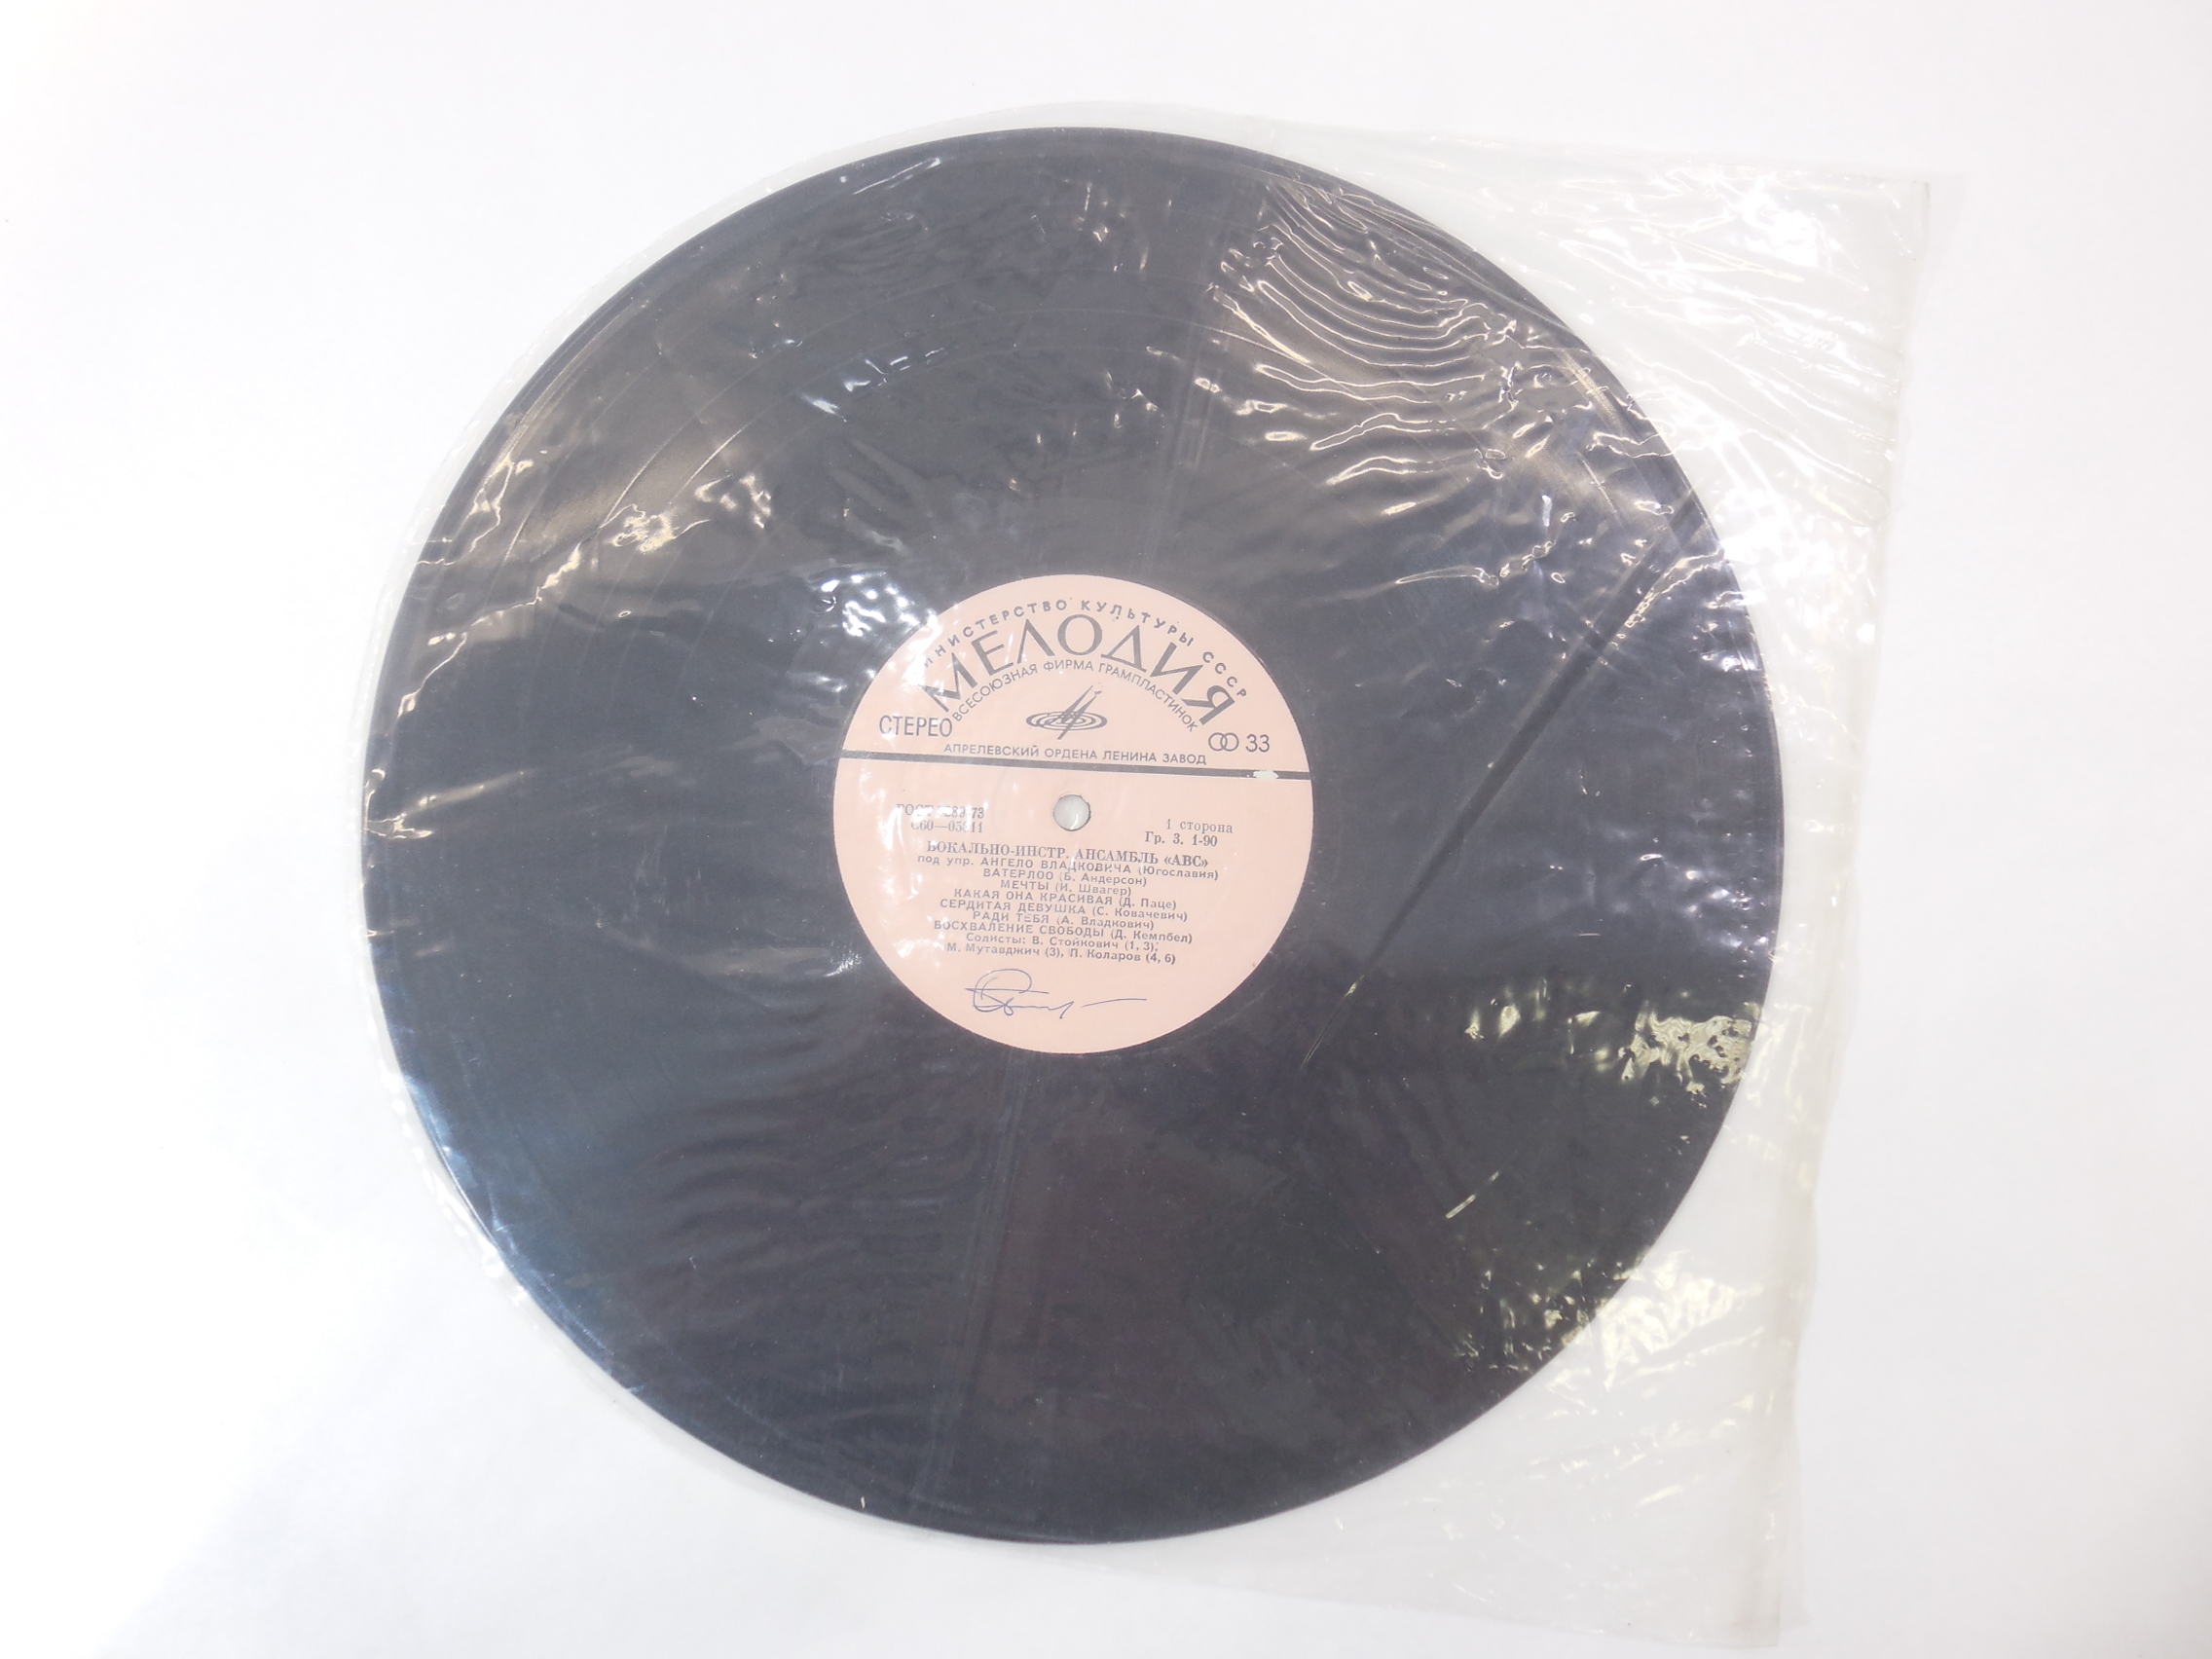 МИНИСТЕРСТВО КУЛЬТУРЫ СССР
МЕЛОДИЯ
ВСЕСОЮЗНАЯ ФИРМА ГРАМПЛАСТИНОК
СТЕРЕО
33
АПРЕЛЕВСКИЙ ОРДЕНА ЛЕНИНА ЗАВОД
ГОСТ
1 сторона
Гр. 3. 1-90
ВОКАЛЬНО-ИНСТР. АНСАМБЛЬ «АВС»
под упр. АНГЕЛО ВЛАДКОВИЧА (Югославия)
ВАТЕРЛОО (Б. Андерсон)
МЕЧТЫ (И. Швагер)
КАКАЯ ОНА КРАСИВАЯ (Д. Паце)
СЕРДИТАЯ ДЕВУШКА (С. Ковачевич)
РАДИ ТЕБЯ (А. Владкович)
ВОСХВАЛЕНИЕ СВОБОДЫ (Д. Кемпбел)
Солисты: В. Стойкович (1, 3),
М. Мутавджич (3), П. Коларов (4, 6)